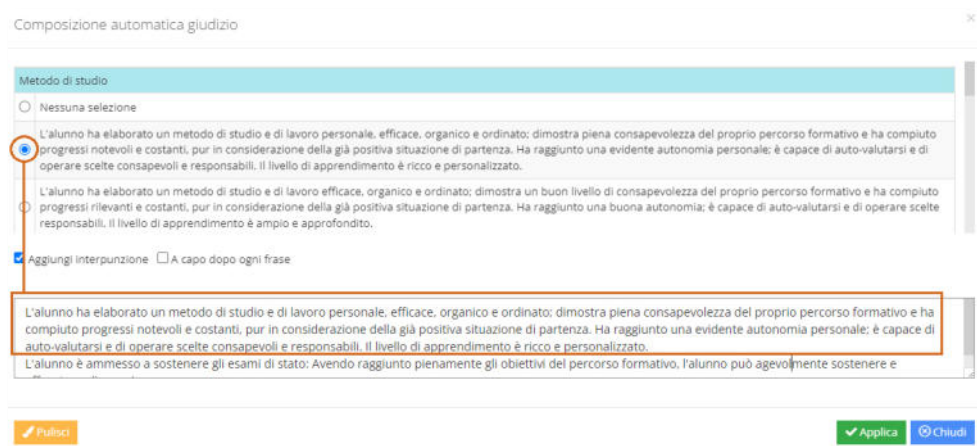 Composizione automatica giudizio
Metodo di studio
Nessuna selezione
L'alunno ha elaborato un metodo di studio e di lavoro personale, efficace, organico e ordinato; dimostra piena consapevolezza del proprio percorso formativo e ha compiuto
progressi notevoli e costanti, pur in considerazione della già positiva situazione di partenza. Ha raggiunto una evidente autonomia personale; è capace di auto-valutarsi e di
operare scelte consapevoli e responsabili. Il livello di apprendimento è ricco e personalizzato.
L'alunno ha elaborato un metodo di studio e di lavoro efficace, organico e ordinato; dimostra un buon livello di consapevolezza del proprio percorso formativo e ha compiuto
progressi rilevanti e costanti, pur in considerazione della già positiva situazione di partenza. Ha raggiunto una buona autonomia; è capace di auto-valutarsi e di operare scelte
responsabili. Il livello di apprendimento è ampio e approfondito.
Aggiungi interpunzione A capo dopo ogni frase
L'alunno ha elaborato un metodo di studio e di lavoro personale, efficace, organico e ordinato; dimostra piena consapevolezza del proprio percorso formativo e ha
compiuto progressi notevoli e costanti, pur in considerazione della già positiva situazione di partenza. Ha raggiunto una evidente autonomia personale; è capace di
auto-valutarsi e di operare scelte consapevoli e responsabili. Il livello di apprendimento è ricco e personalizzato.
L'alunno è ammesso a sostenere gli esami di stato: Avendo raggiunto pienamente gli obiettivi del percorso formativo, l'alunno può agevolmente sostenere e
Pulisci
Applica Chiudi